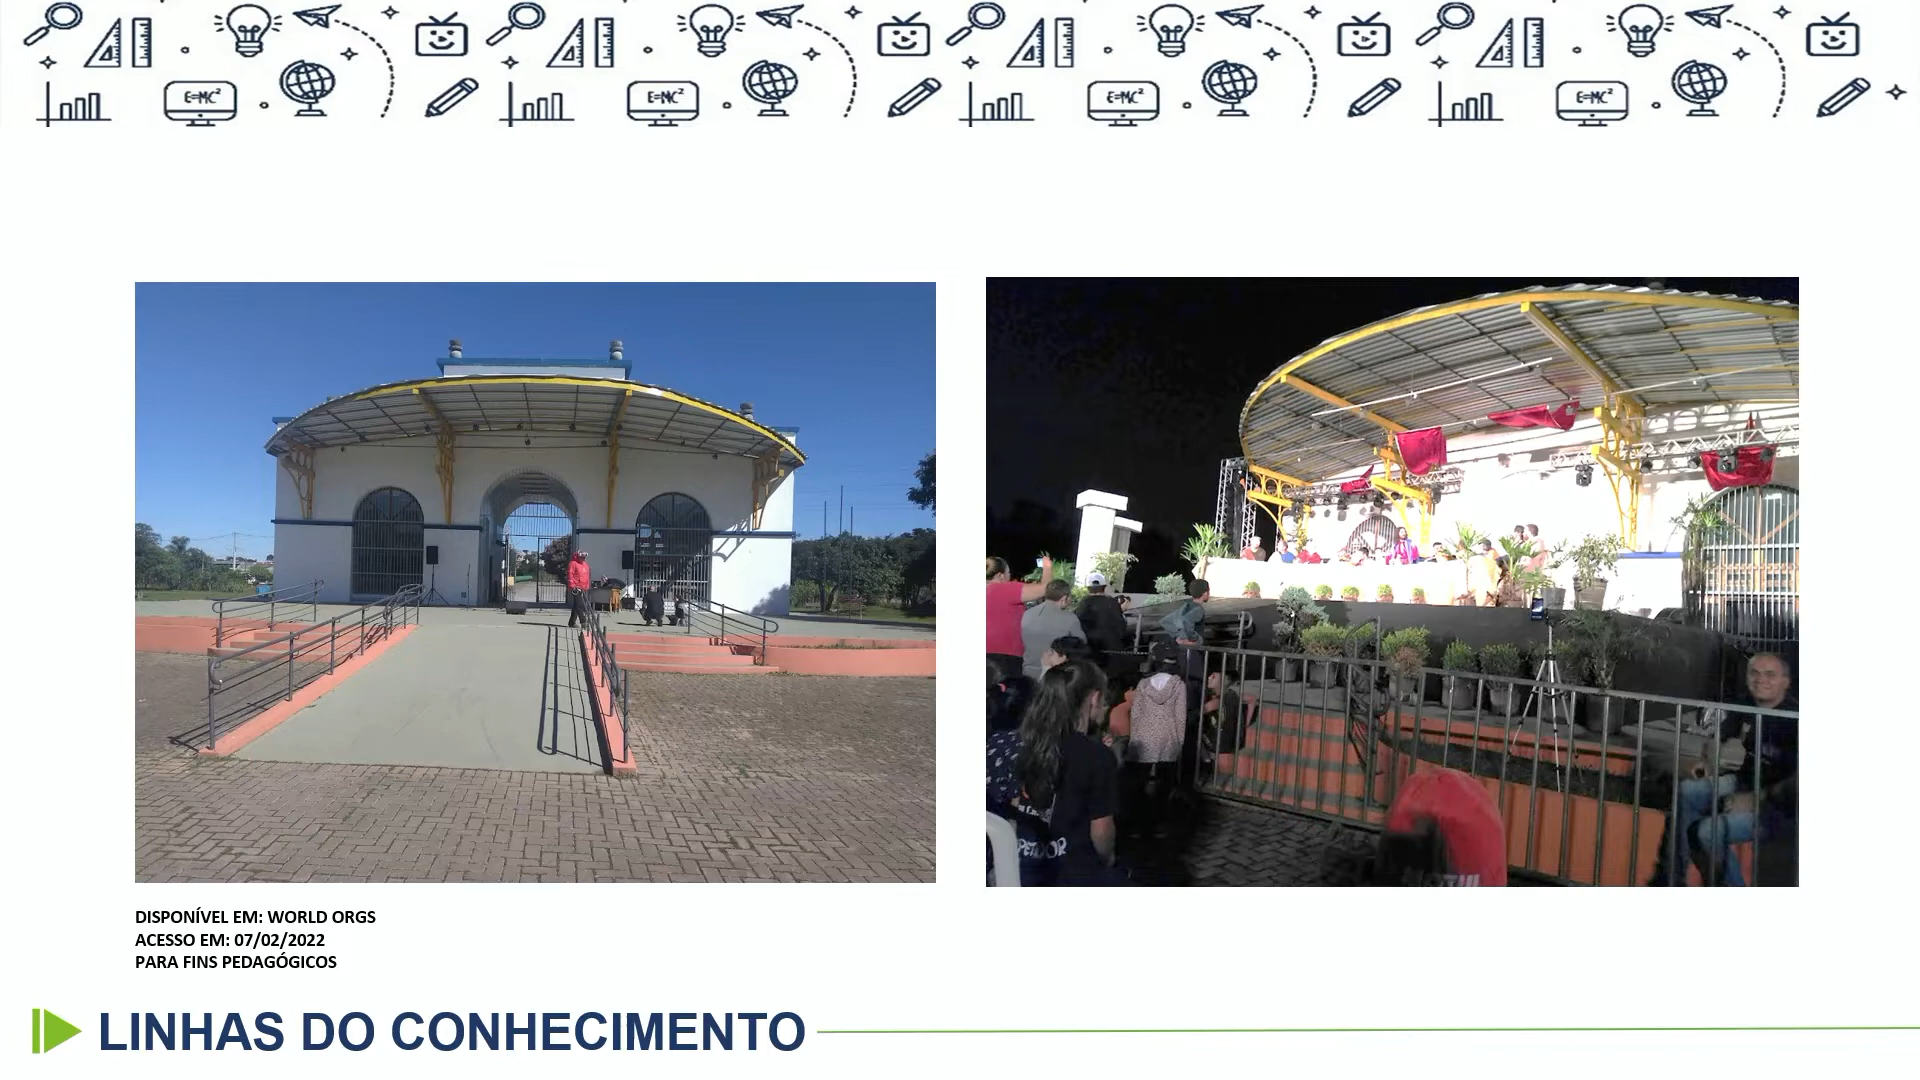 E=MC²
E=MC²
E=MC²
E=MC²
DISPONÍVEL EM: WORLD ORGS
ACESSO EM: 07/02/2022
PARA FINS PEDAGÓGICOS
LINHAS DO CONHECIMENTO